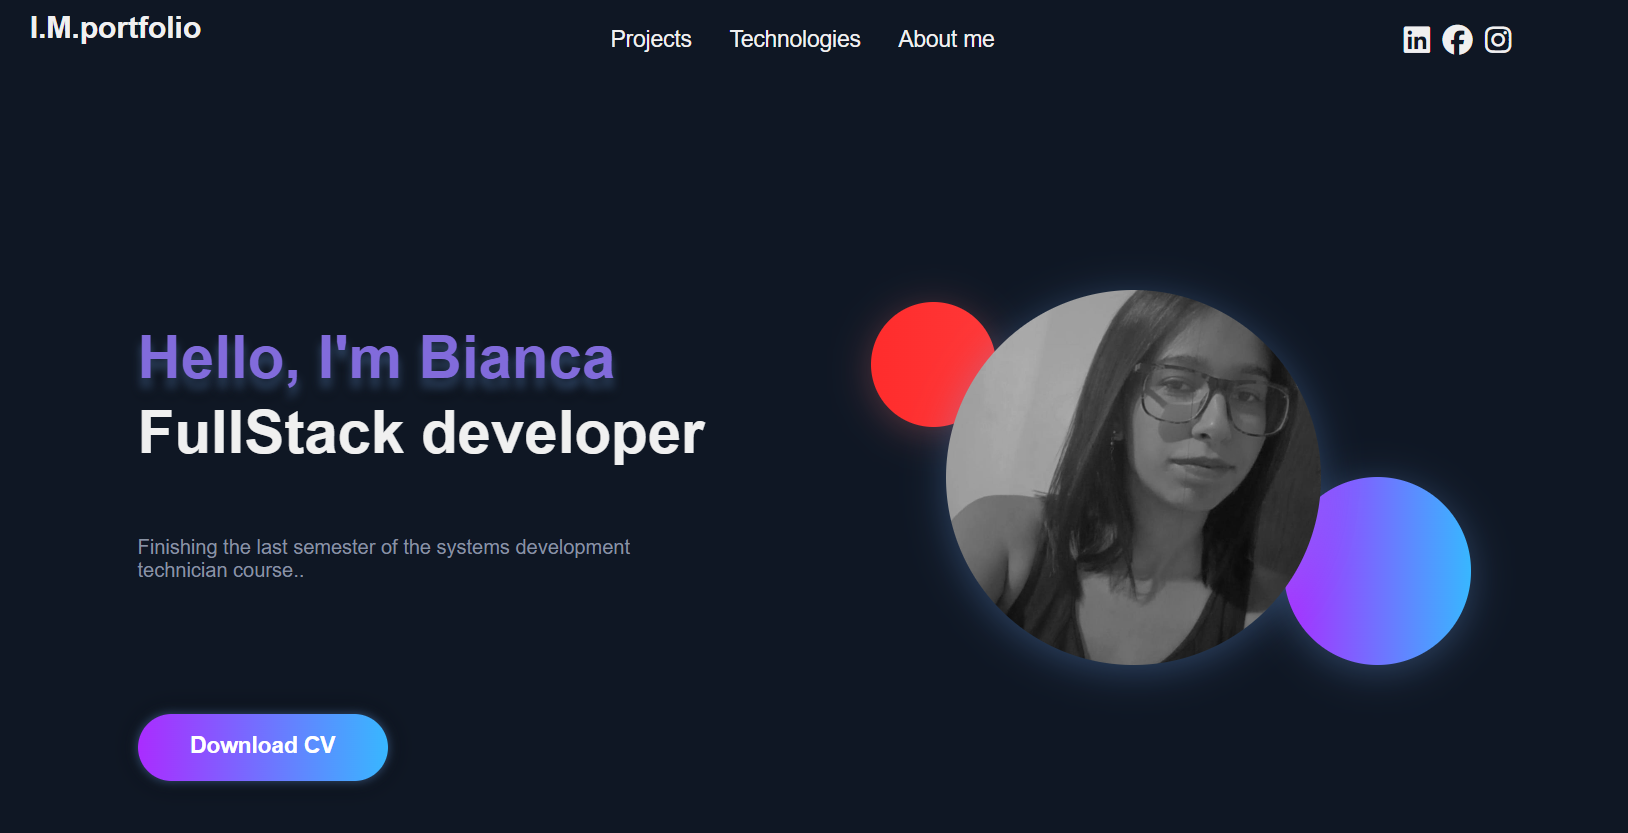 I.M.portfolio
Projects Technologies About me
Hello, I'm Bianca
FullStack developer
Finishing the last semester of the systems development
technician course..
Download CV